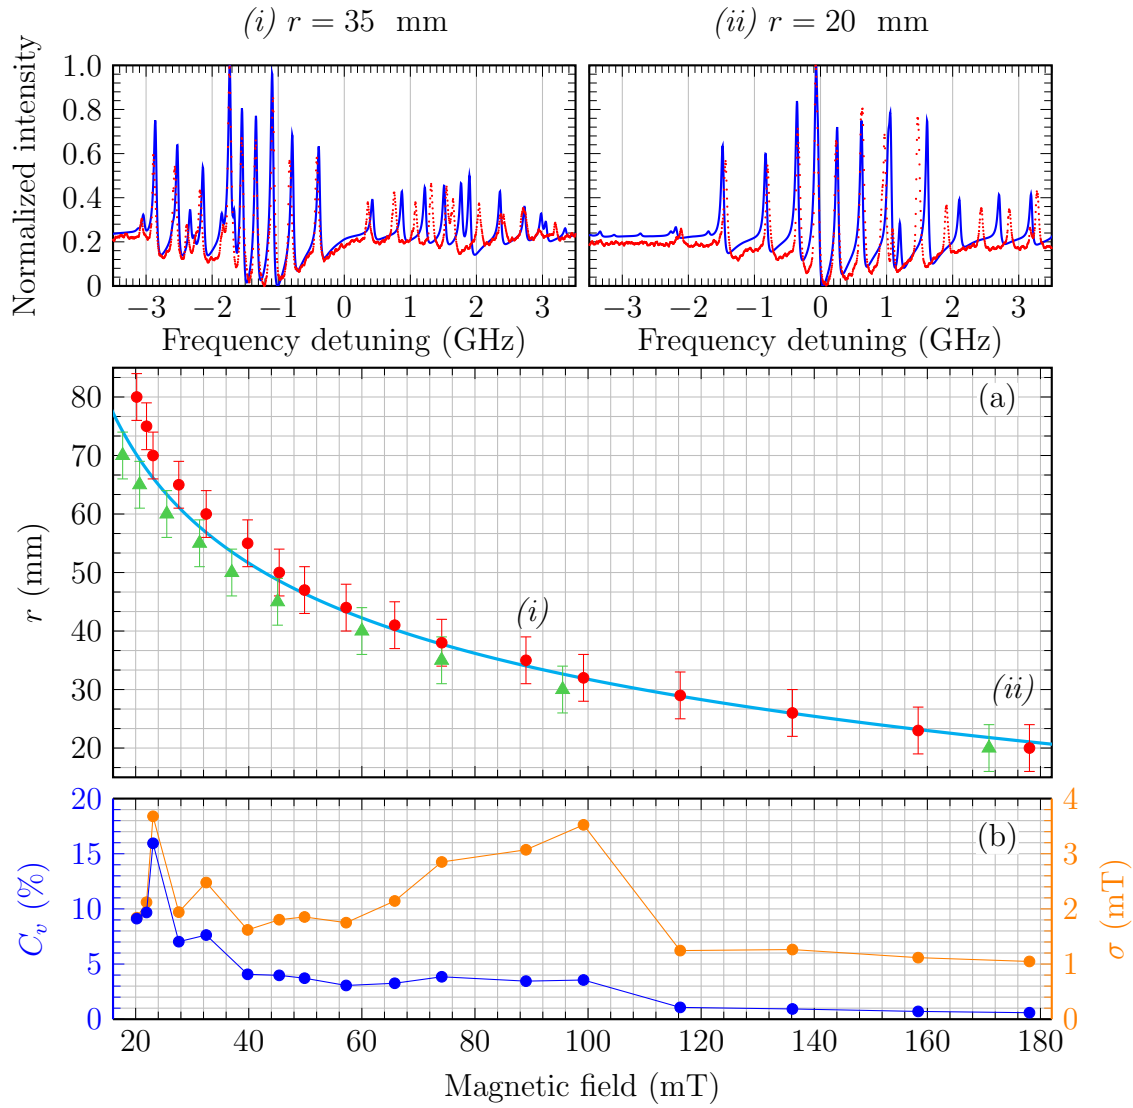 (i) r = 35 mm
(ii) r = 20 mm
Normalized intensity
1.0
0.8
0.6
0.4
0.2
0
−3 −2 −1 0 1 2 3
−3 −2 −1 0 1 2 3
Frequency detuning (GHz)
Frequency detuning (GHz)
(a)
r (mm)
80
70
60
50
40
30
20
(i)
(ii)
(b)
C_v (%)
20
15
10
5
0
4
3
2
1
0
σ (mT)
20 40 60 80 100 120 140 160 180
Magnetic field (mT)